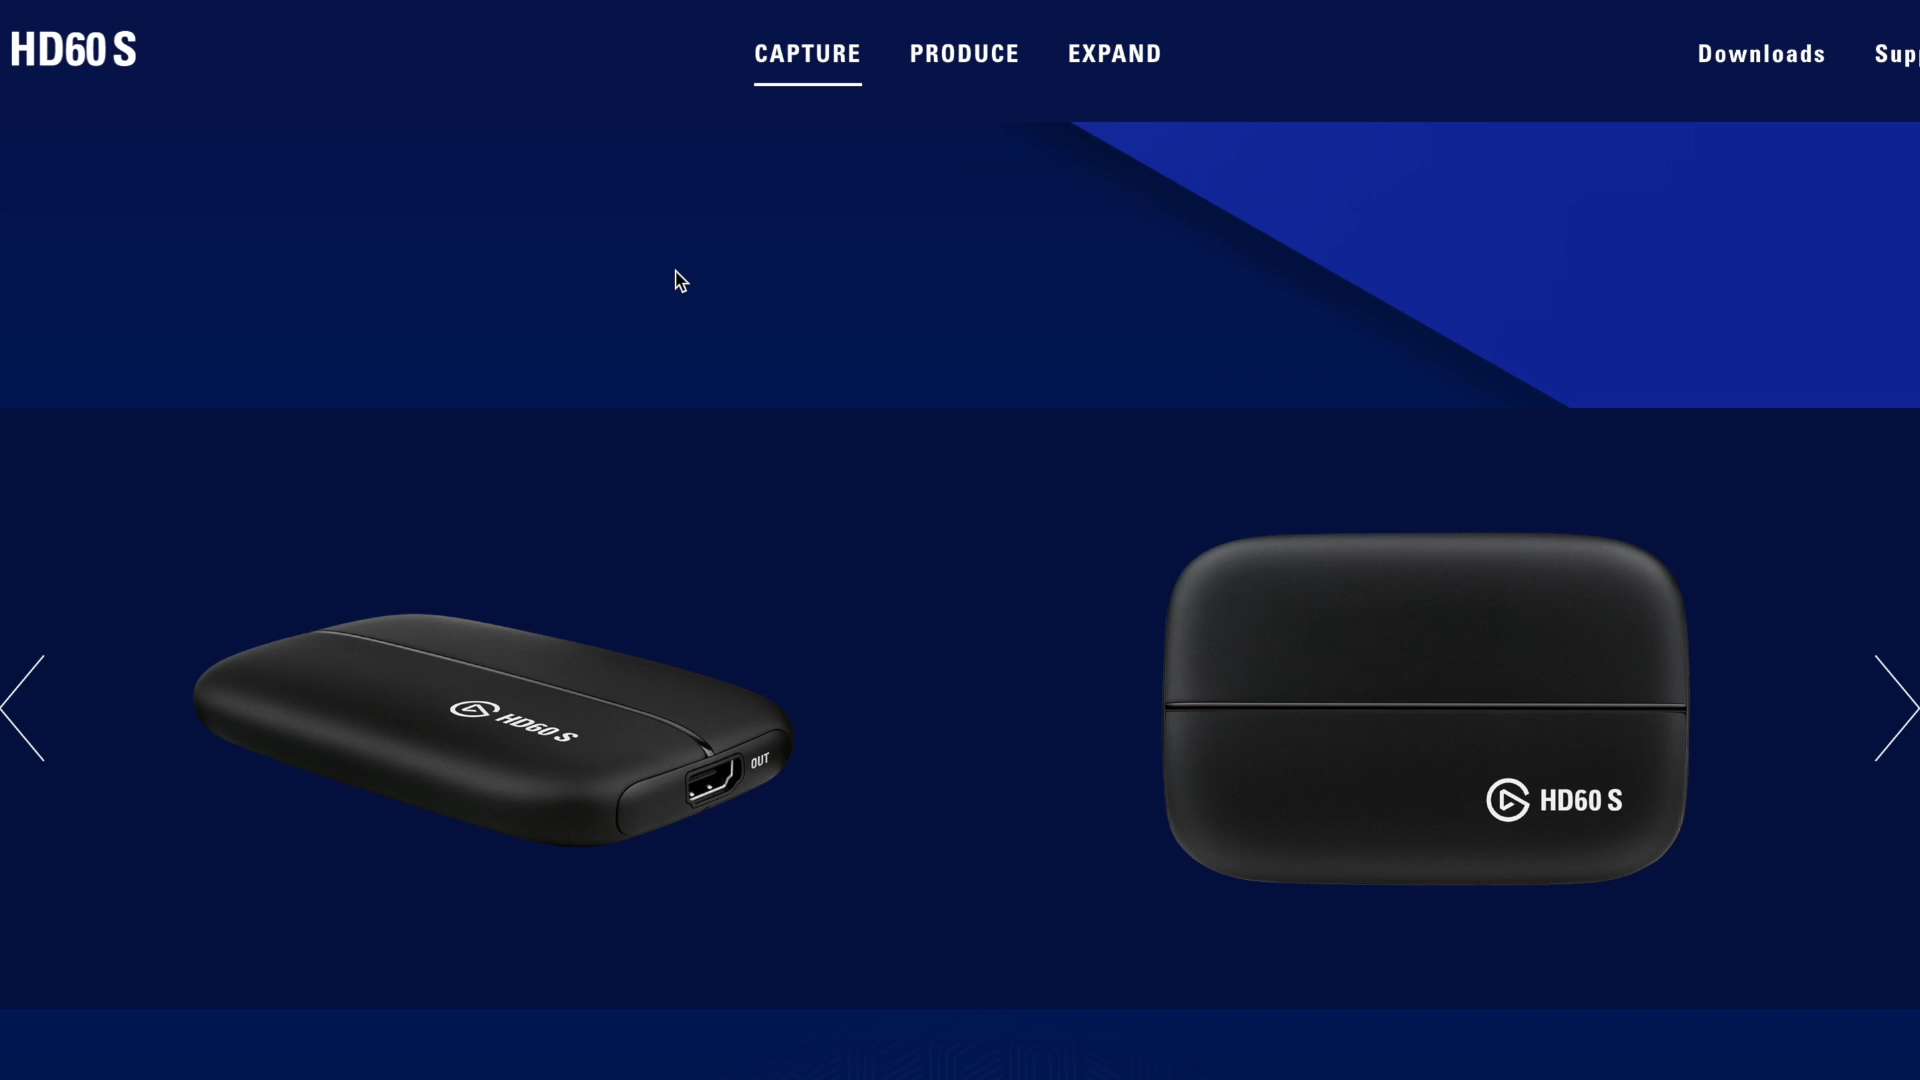 HD60 S
CAPTURE PRODUCE EXPAND
Downloads
HD60 S
OUT
HD60 S